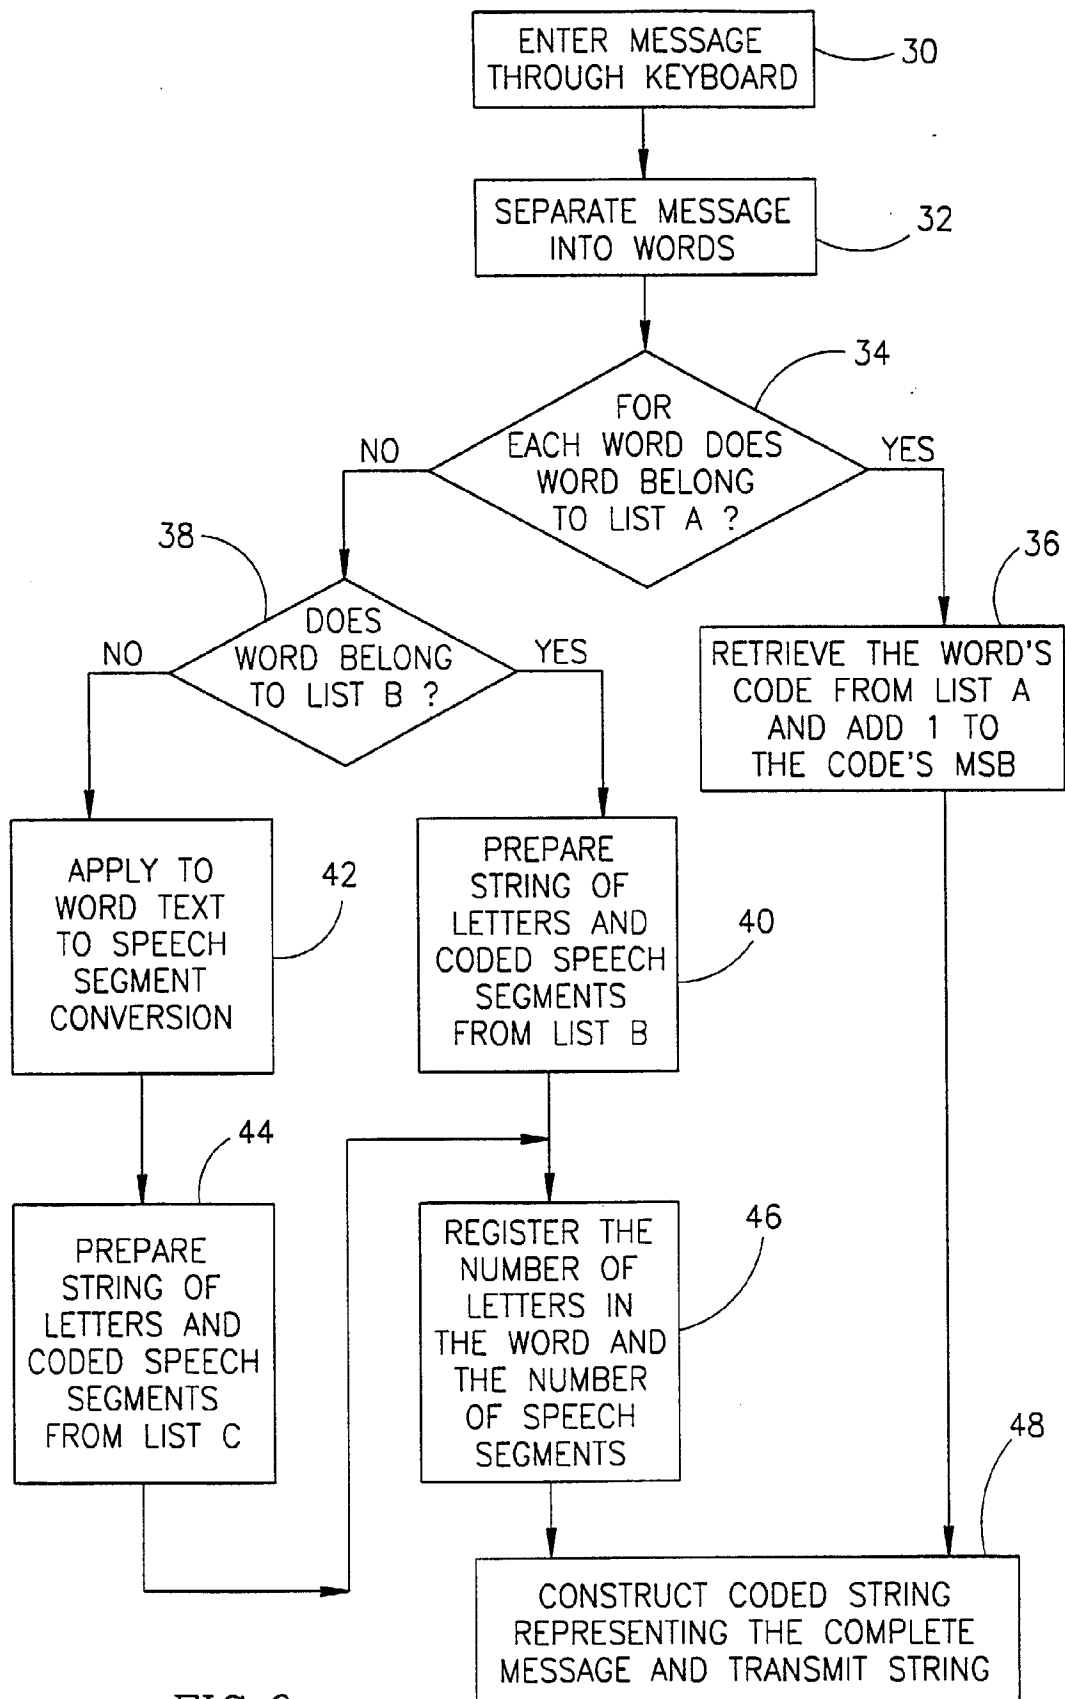 ENTER MESSAGE
THROUGH KEYBOARD
30
SEPARATE MESSAGE
INTO WORDS
32
34
FOR
EACH WORD DOES
WORD BELONG
TO LIST A ?
NO
YES
38
36
DOES
WORD BELONG
TO LIST B ?
NO
YES
RETRIEVE THE WORD'S
CODE FROM LIST A
AND ADD 1 TO
THE CODE'S MSB
APPLY TO
WORD TEXT
TO SPEECH
SEGMENT
CONVERSION
42
PREPARE
STRING OF
LETTERS AND
CODED SPEECH
SEGMENTS
FROM LIST B
40
44
PREPARE
STRING OF
LETTERS AND
CODED SPEECH
SEGMENTS
FROM LIST C
REGISTER THE
NUMBER OF
LETTERS IN
THE WORD AND
THE NUMBER
OF SPEECH
SEGMENTS
46
48
CONSTRUCT CODED STRING
REPRESENTING THE COMPLETE
MESSAGE AND TRANSMIT STRING